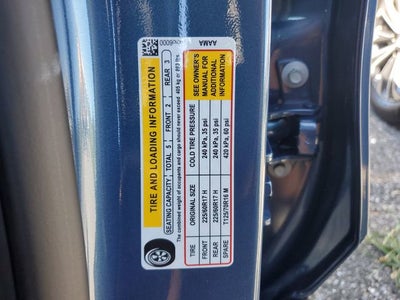 AAMA
TIRE AND LOADING INFORMATION
SEATING CAPACITY TOTAL 5 FRONT 2 REAR 3
The combined weight of occupants and cargo should never exceed 405 kg or 893 lbs.
TIRE ORIGINAL SIZE COLD TIRE PRESSURE
FRONT 225/60R17 H 240 kPa, 35 psi
REAR 225/60R17 H 240 kPa, 35 psi
SPARE T125/70R16 M 420 kPa, 60 psi
SEE OWNER'S
MANUAL FOR
ADDITIONAL
INFORMATION